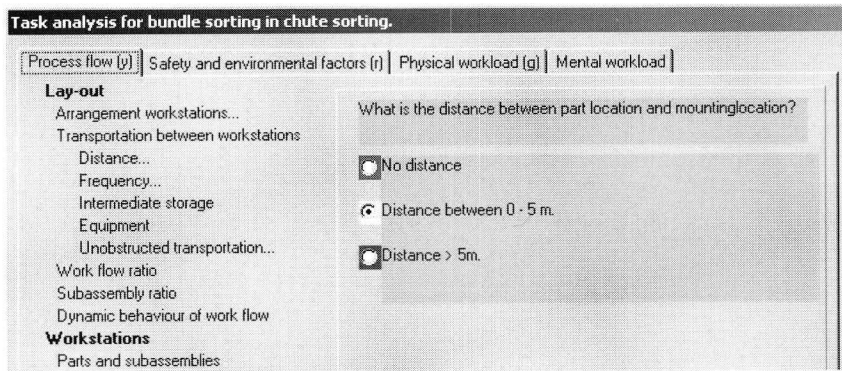 Task analysis for bundle sorting in chute sorting.
Process flow (y) Safety and environmental factors (r) Physical workload (g) Mental workload
Lay-out
Arrangement workstations...
Transportation between workstations
Distance...
Frequency...
Intermediate storage
Equipment
Unobstructed transportation...
Work flow ratio
Subassembly ratio
Dynamic behaviour of work flow
Workstations
Parts and subassemblies
What is the distance between part location and mountinglocation?
No distance
Distance between 0 - 5 m.
Distance > 5m.